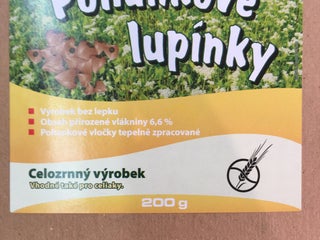 Pohankové
lupínky
Výrobek bez lepku
Obsah přirozené vlákniny 6,6 %
Pohankové vločky tepelně zpracované
Celozrnný výrobek
Vhodné také pro celiaky.
200 g